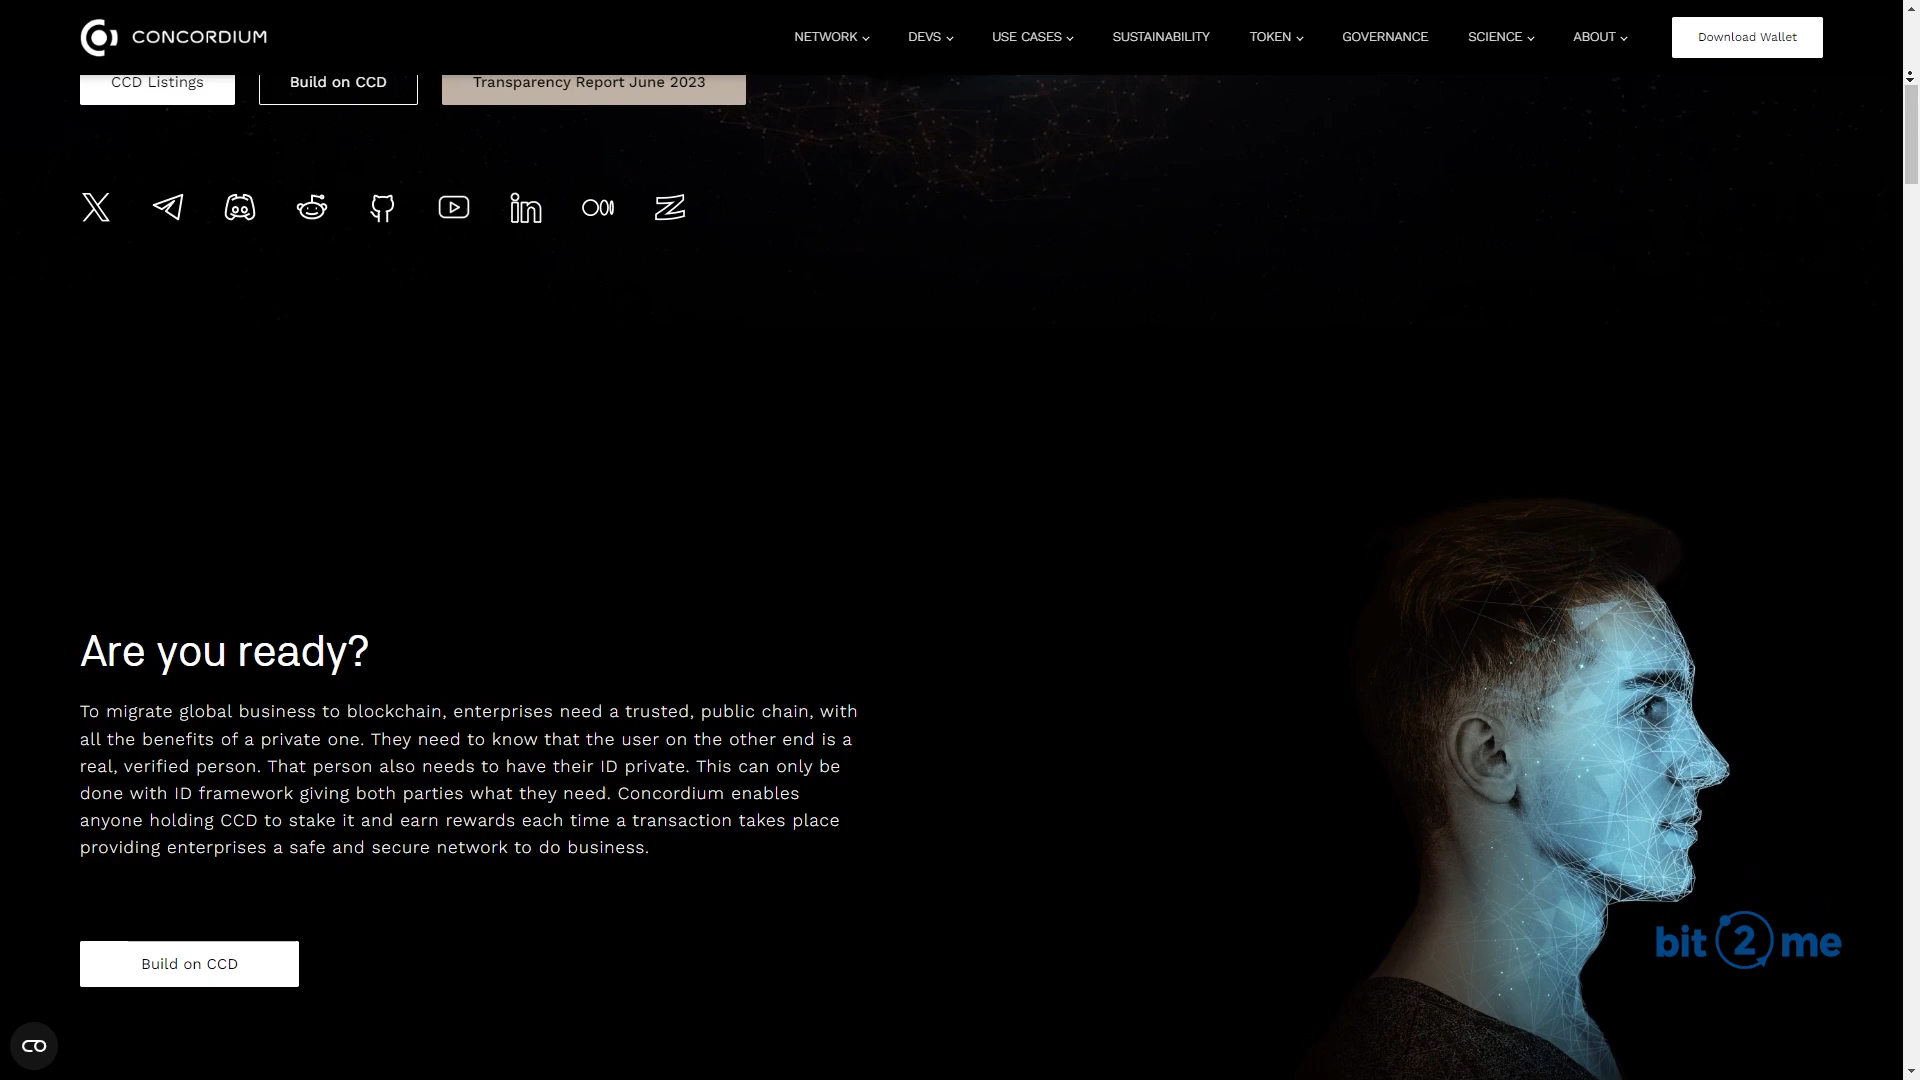 CONCORDIUM
NETWORK
DEVS
USE CASES
SUSTAINABILITY
TOKEN
GOVERNANCE
SCIENCE
ABOUT
Download Wallet
CCD Listings
Build on CCD
Transparency Report June 2023
Are you ready?
To migrate global business to blockchain, enterprises need a trusted, public chain, with
all the benefits of a private one. They need to know that the user on the other end is a
real, verified person. That person also needs to have their ID private. This can only be
done with ID framework giving both parties what they need. Concordium enables
anyone holding CCD to stake it and earn rewards each time a transaction takes place
providing enterprises a safe and secure network to do business.
bit 2 me
Build on CCD